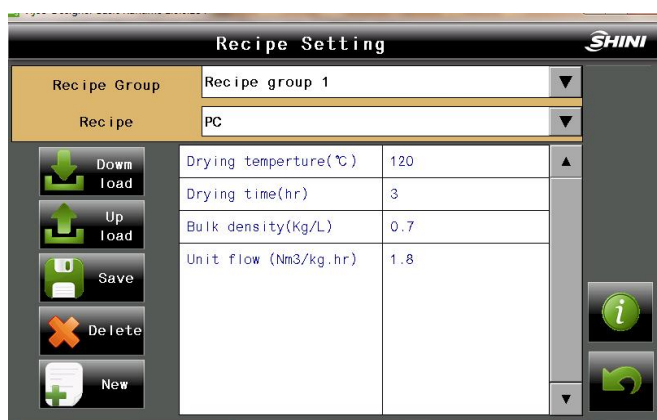 Recipe Setting
SHINI
Recipe Group
Recipe group 1
Recipe
PC
Dowm
load
Up
load
Save
Delete
New
Drying temperture(℃) 120
Drying time(hr) 3
Bulk density(Kg/L) 0.7
Unit flow (Nm3/kg.hr) 1.8
i